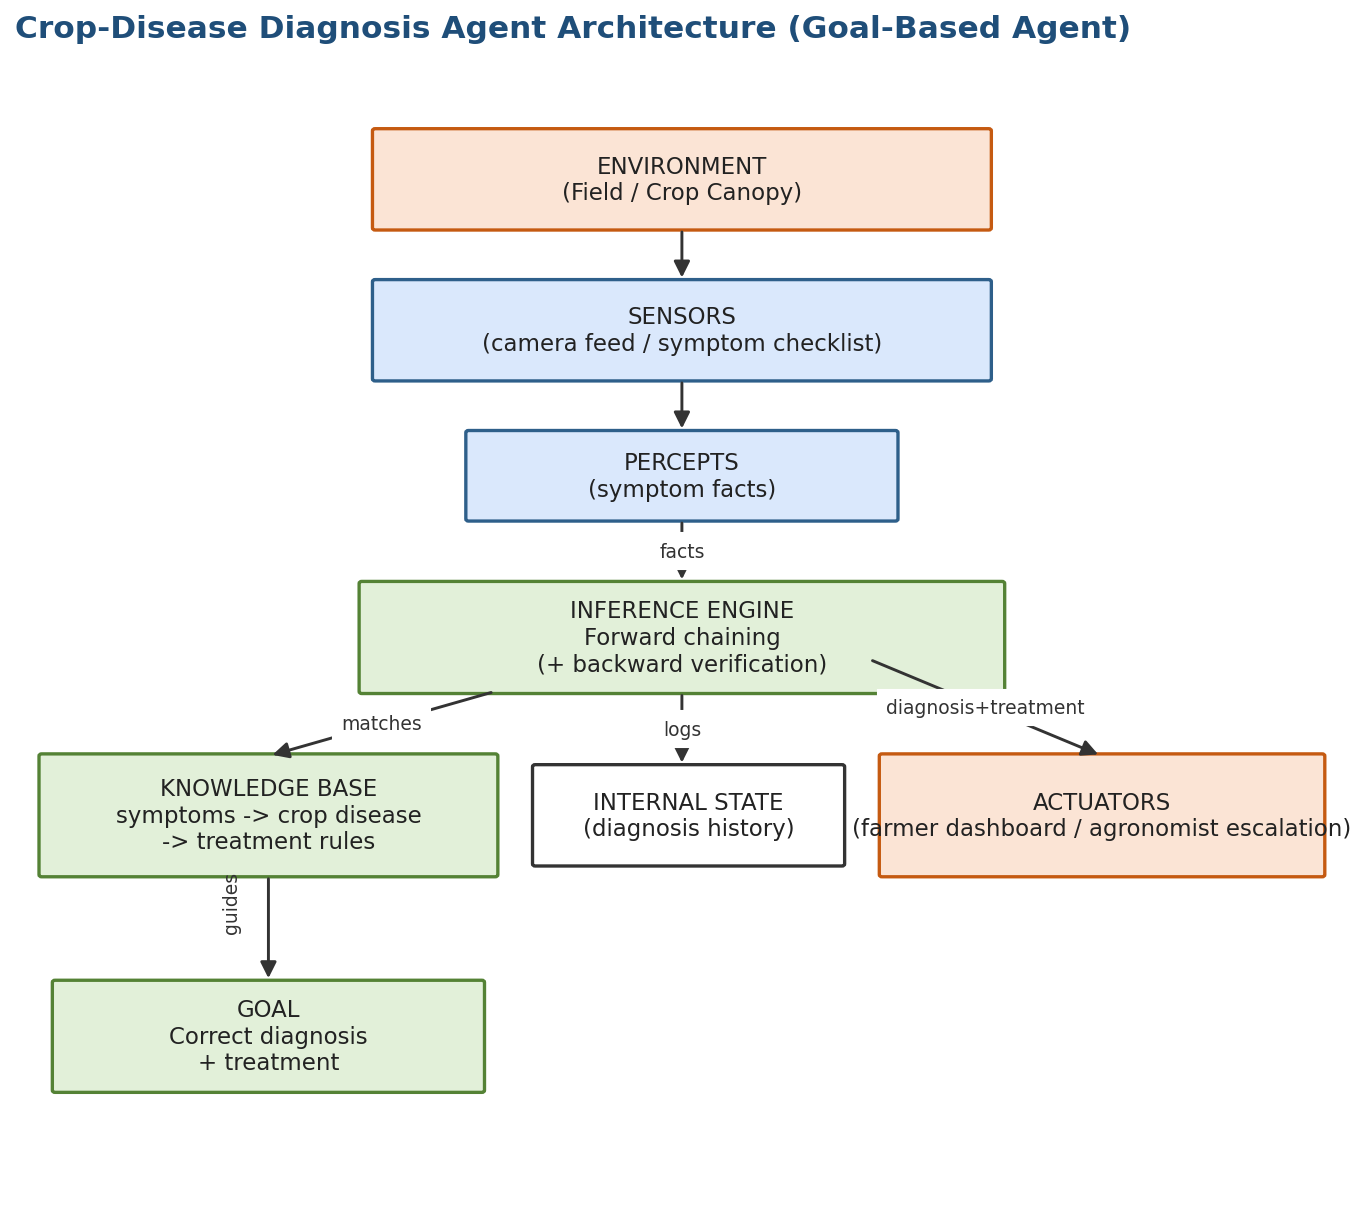 Crop-Disease Diagnosis Agent Architecture (Goal-Based Agent)
ENVIRONMENT
(Field / Crop Canopy)
SENSORS
(camera feed / symptom checklist)
PERCEPTS
(symptom facts)
facts
INFERENCE ENGINE
Forward chaining
(+ backward verification)
matches
logs
diagnosis+treatment
KNOWLEDGE BASE
symptoms -> crop disease
-> treatment rules
INTERNAL STATE
(diagnosis history)
ACTUATORS
(farmer dashboard / agronomist escalation)
guides
GOAL
Correct diagnosis
+ treatment